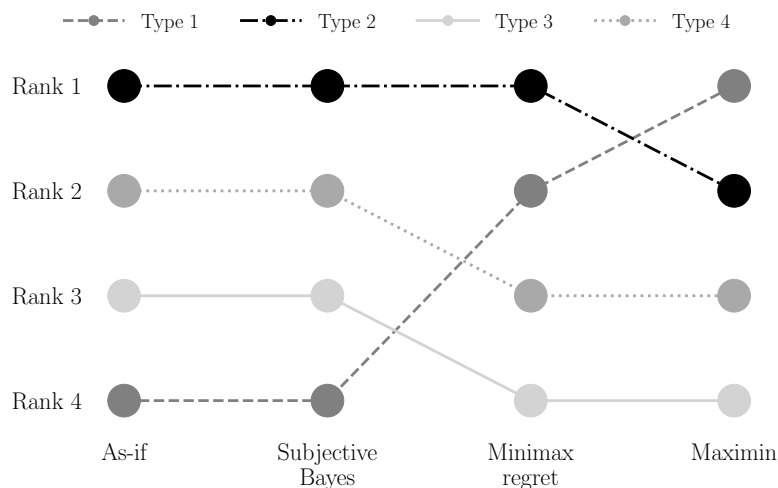 Type 1 Type 2 Type 3 Type 4
Rank 1
Rank 2
Rank 3
Rank 4
As-if Subjective Minimax Maximin
Bayes regret